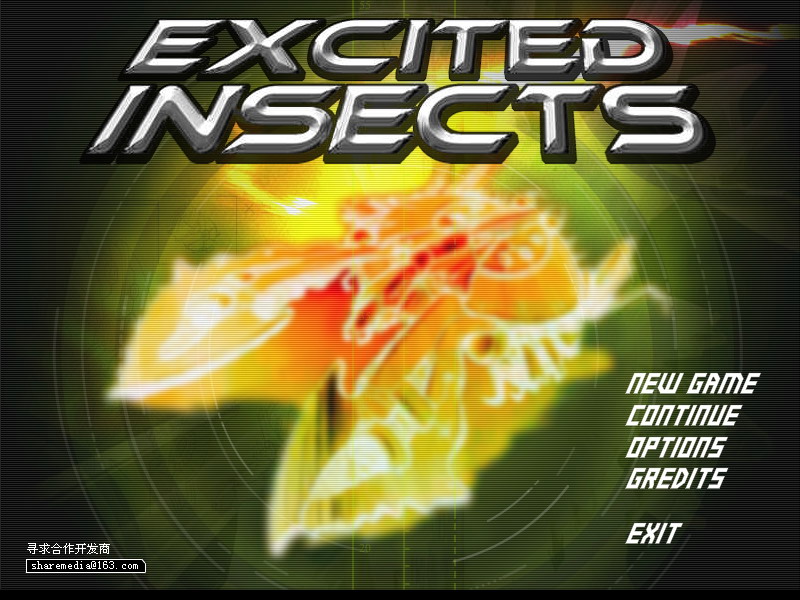 EXCITED
INSECTS
NEW GAME
CONTINUE
OPTIONS
GREDITS
EXIT
寻求合作开发商
sharemedia@163.com